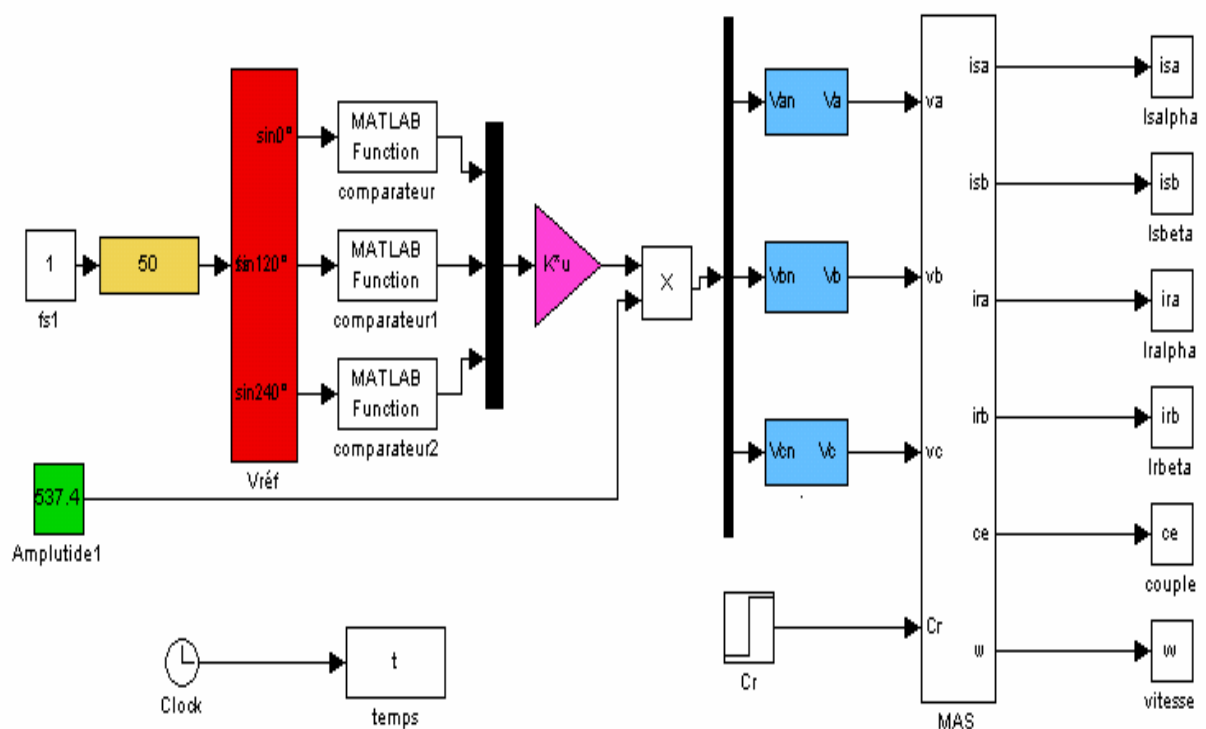 1
fs1
50
sin0°
sin120°
sin240°
Vréf
MATLAB
Function
comparateur
MATLAB
Function
comparateur1
MATLAB
Function
comparateur2
K*u
X
537.4
Amplutide1
Clock
t
temps
Van Va
Vbn Vb
Vcn Vc
Cr
va
vb
vc
Cr
isa
isb
ira
irb
ce
w
MAS
isa
Isalpha
isb
Isbeta
ira
Iralpha
irb
Irbeta
ce
couple
w
vitesse